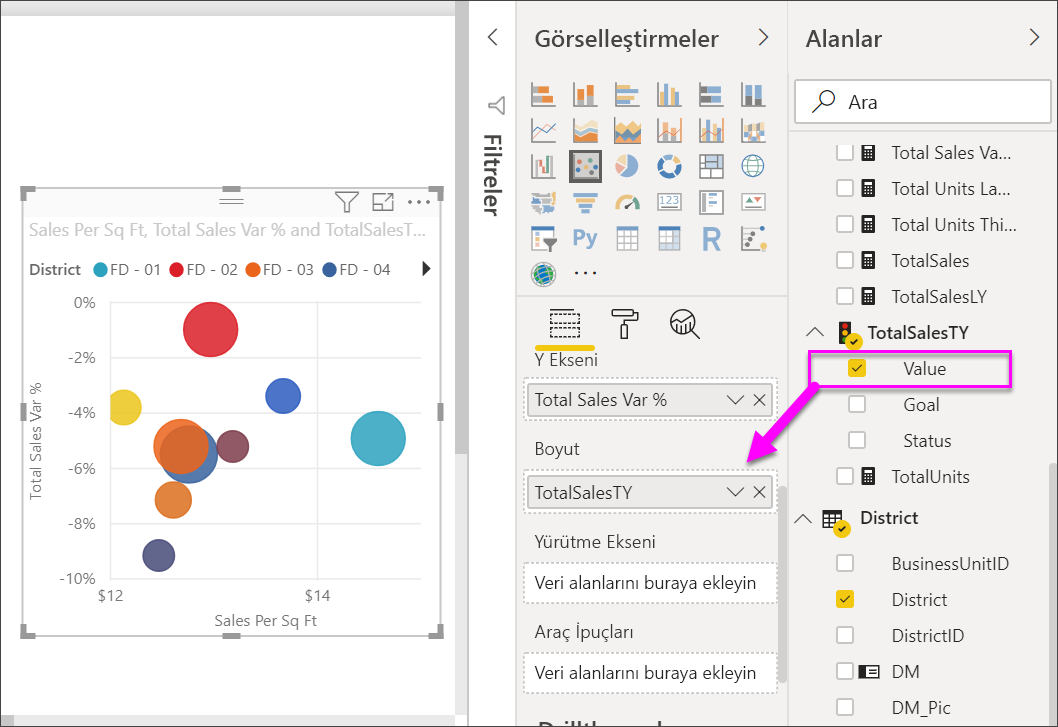 Sales Per Sq Ft, Total Sales Var % and TotalSalesT...
District FD - 01 FD - 02 FD - 03 FD - 04
0%
-2%
-4%
-6%
-8%
-10%
Total Sales Var %
$12 $14
Sales Per Sq Ft
Filtreler
Görselleştirmeler
123
Py
R
Y Ekseni
Total Sales Var %
Boyut
TotalSalesTY
Yürütme Ekseni
Veri alanlarını buraya ekleyin
Araç İpuçları
Veri alanlarını buraya ekleyin
Alanlar
Ara
Total Sales Va...
Total Units La...
Total Units Thi...
TotalSales
TotalSalesLY
TotalSalesTY
Value
Goal
Status
TotalUnits
District
BusinessUnitID
District
DistrictID
DM
DM_Pic